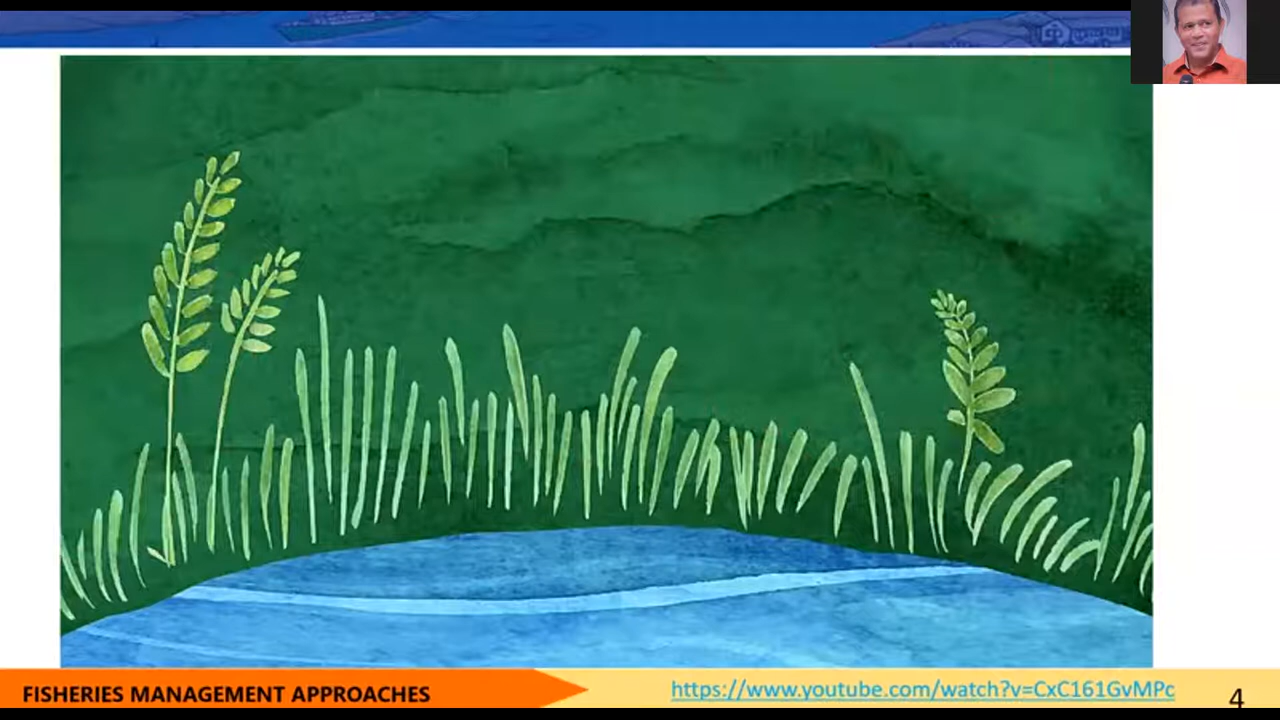 FISHERIES MANAGEMENT APPROACHES
https://www.youtube.com/watch?v=CxC161GvMPc
4